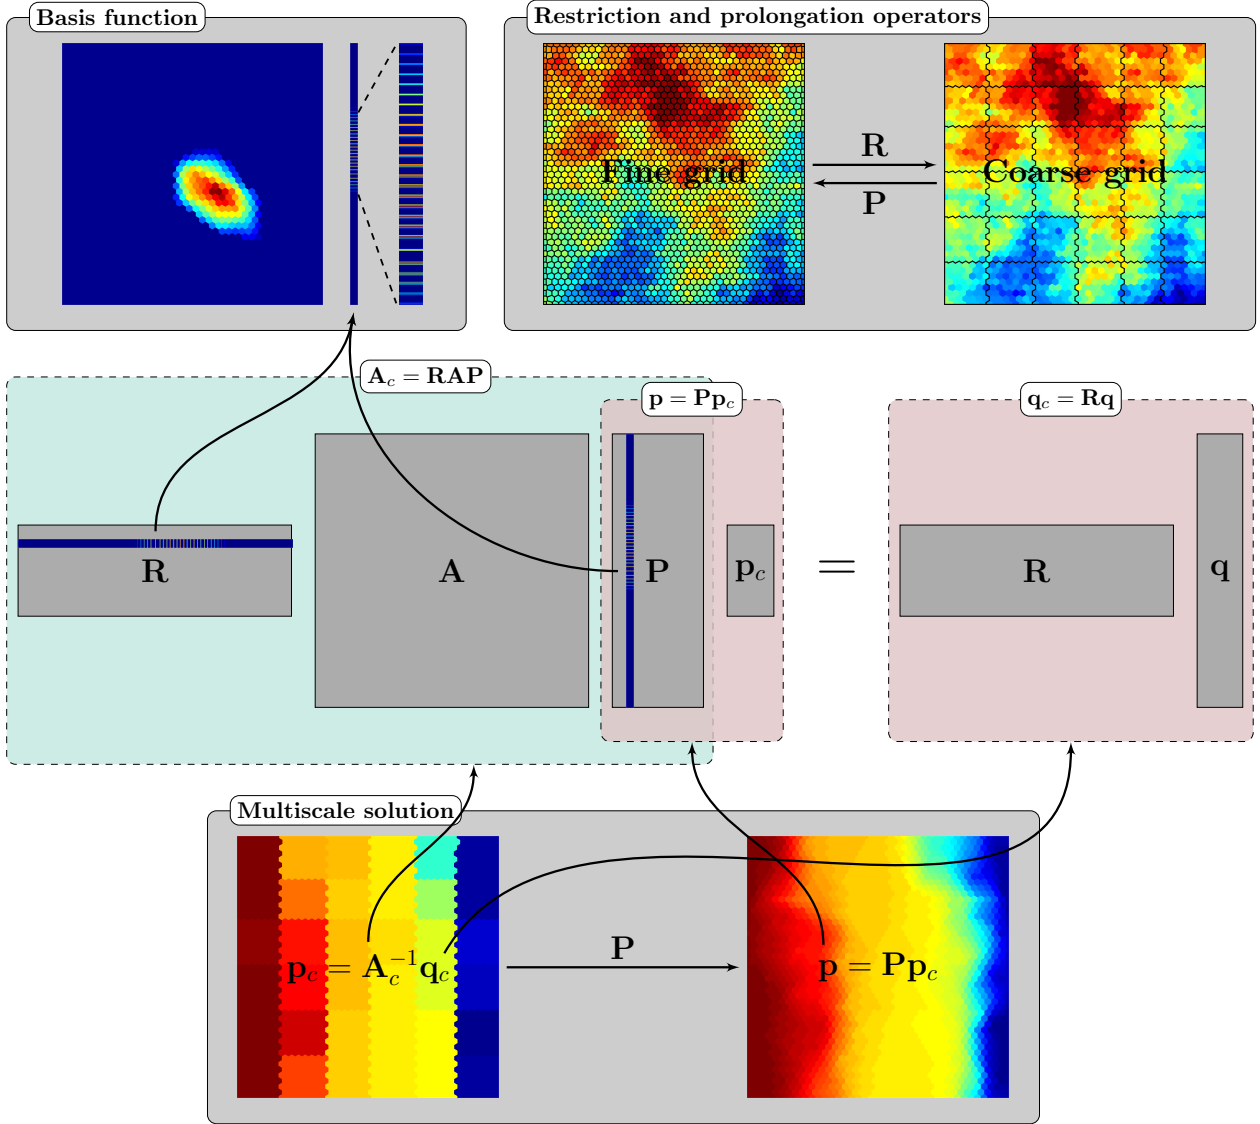 Basis function
Restriction and prolongation operators
Fine grid
R
P
Coarse grid
A_c = RAP
p = Pp_c
q_c = Rq
R
A
P
p_c
=
R
q
Multiscale solution
p_c = A_c^{-1}q_c
P
p = Pp_c